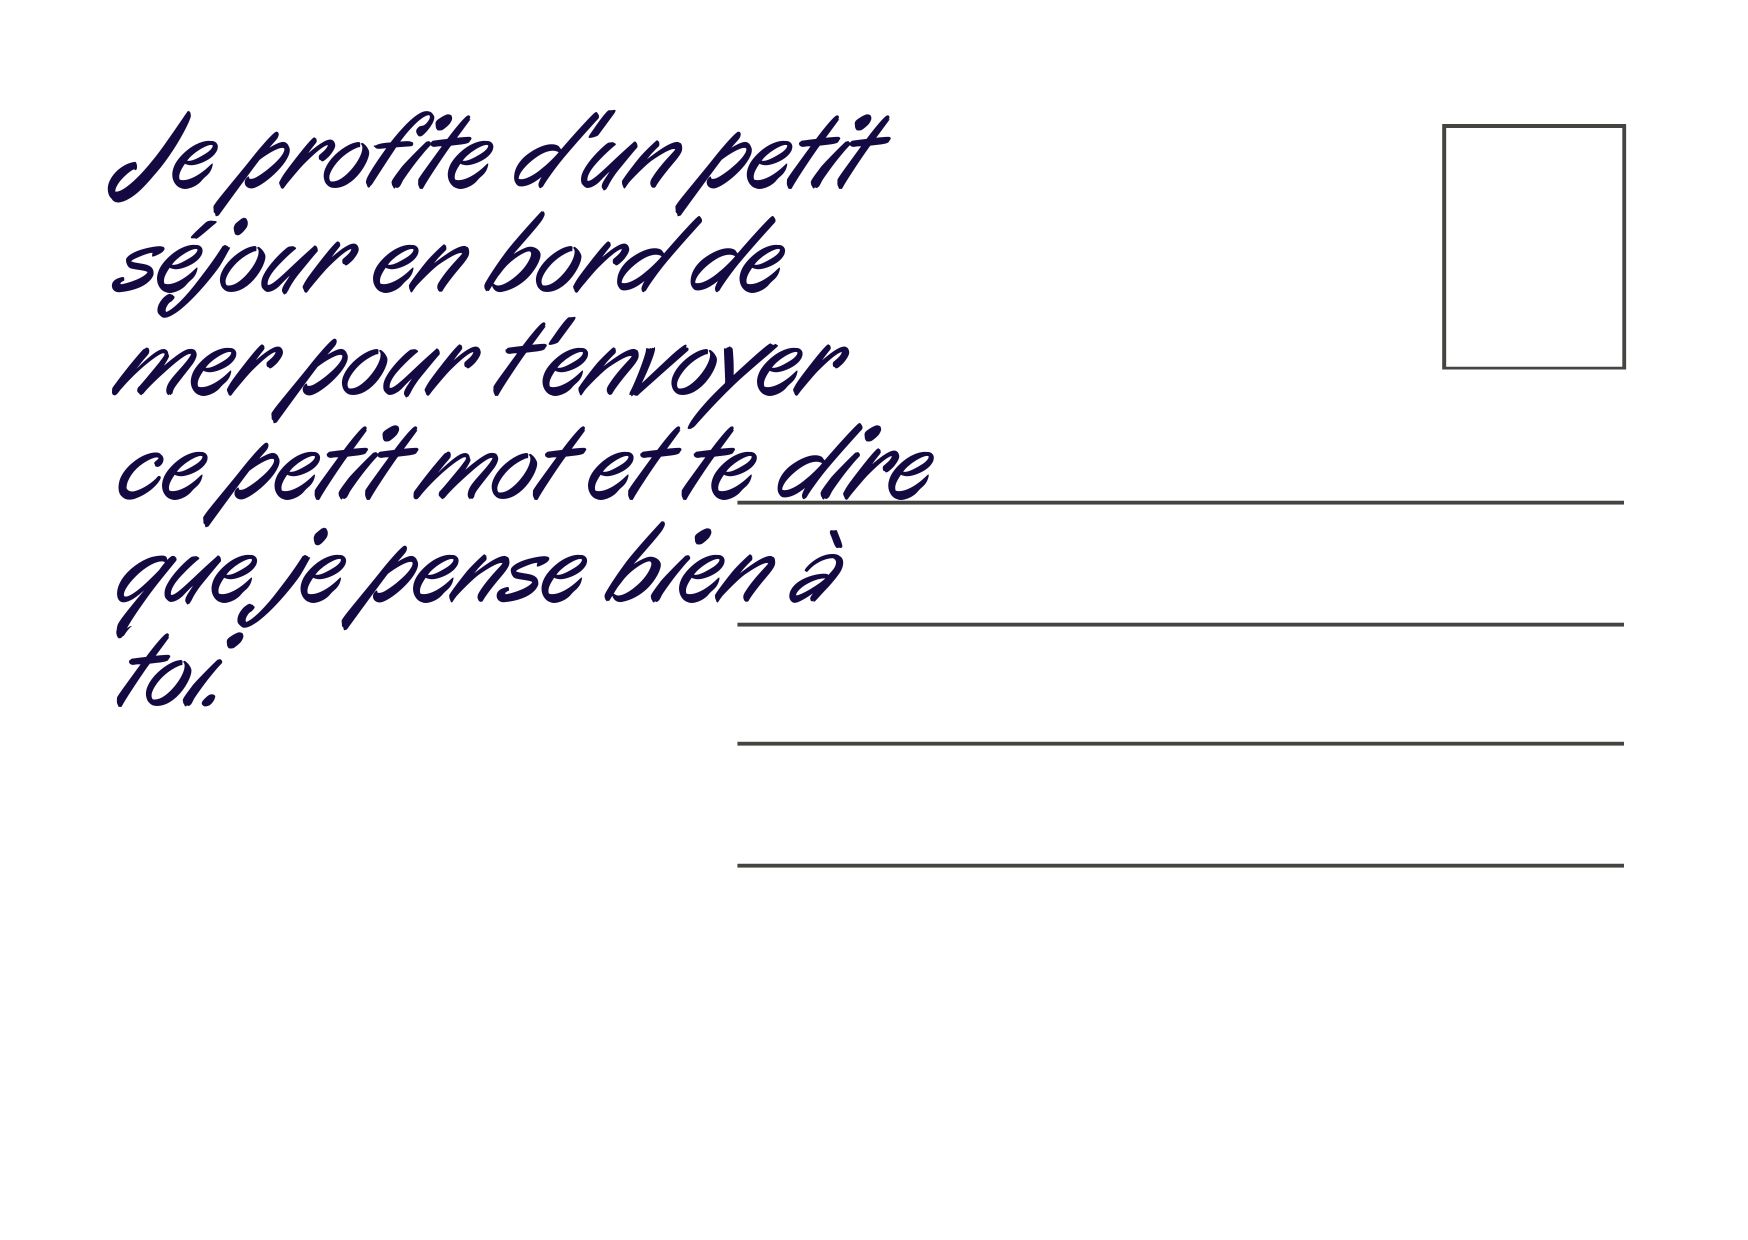 Je profite d'un petit
séjour en bord de
mer pour t'envoyer
ce petit mot et te dire
que je pense bien à
toi.